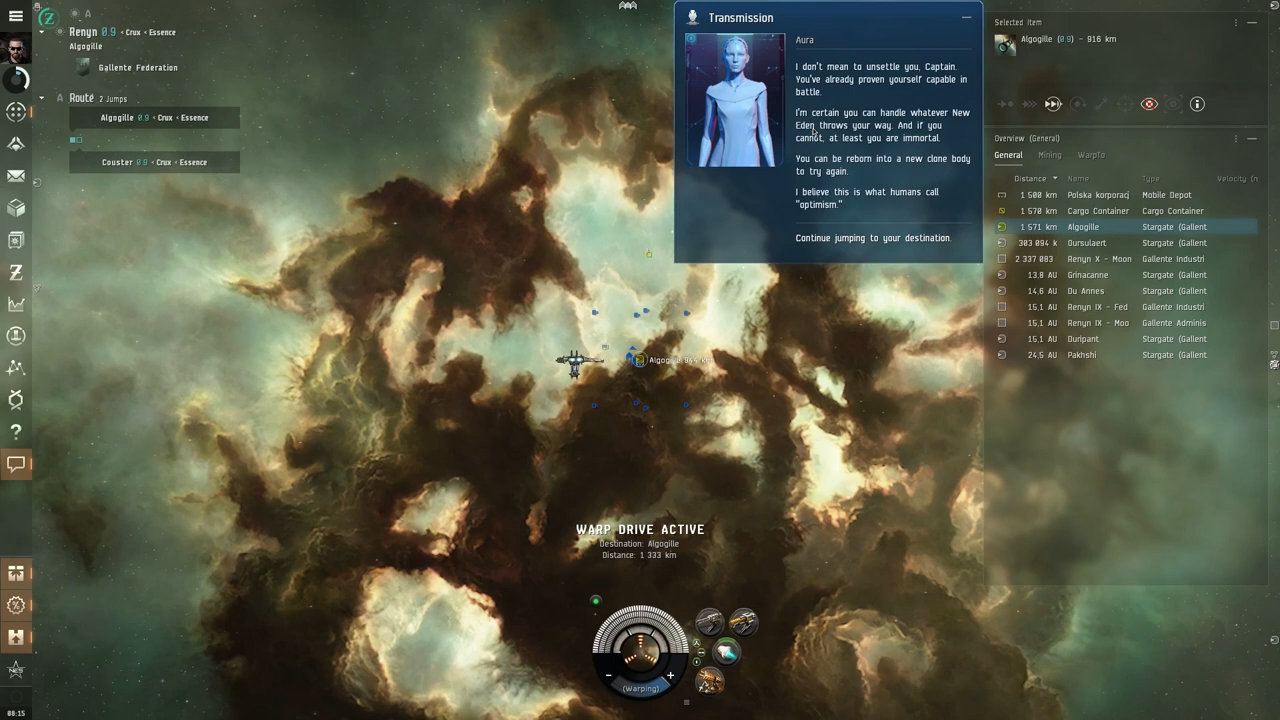 Renyn 0.9 < Crux < Essence
Algogille
Gallente Federation
Route 2 Jumps
Algogille 0.9 < Crux < Essence
Couster 0.9 < Crux < Essence
Transmission
Aura
I don't mean to unsettle you, Captain.
You've already proven yourself capable in
battle.
I'm certain you can handle whatever New
Eden throws your way. And if you
cannot, at least you are immortal.
You can be reborn into a new clone body
to try again.
I believe this is what humans call
"optimism."
Continue jumping to your destination.
Selected Item
Algogille (0.9) - 916 km
Overview (General)
General Mining WarpTo
Distance Name Type Velocity (m
1 500 km Polska korporacj Mobile Depot
1 570 km Cargo Container Cargo Container
1 571 km Algogille Stargate (Gallent
303 094 k Oursulaert Stargate (Gallent
2 337 083 Renyn X - Moon Gallente Industri
13,8 AU Grinacanne Stargate (Gallent
14,6 AU Du Annes Stargate (Gallent
15,1 AU Renyn IX - Fed Gallente Industri
15,1 AU Renyn IX - Moo Gallente Adminis
15,1 AU Duripant Stargate (Gallent
24,5 AU Pakhshi Stargate (Gallent
WARP DRIVE ACTIVE
Destination: Algogille
Distance: 1 333 km
(Warping)
08:15